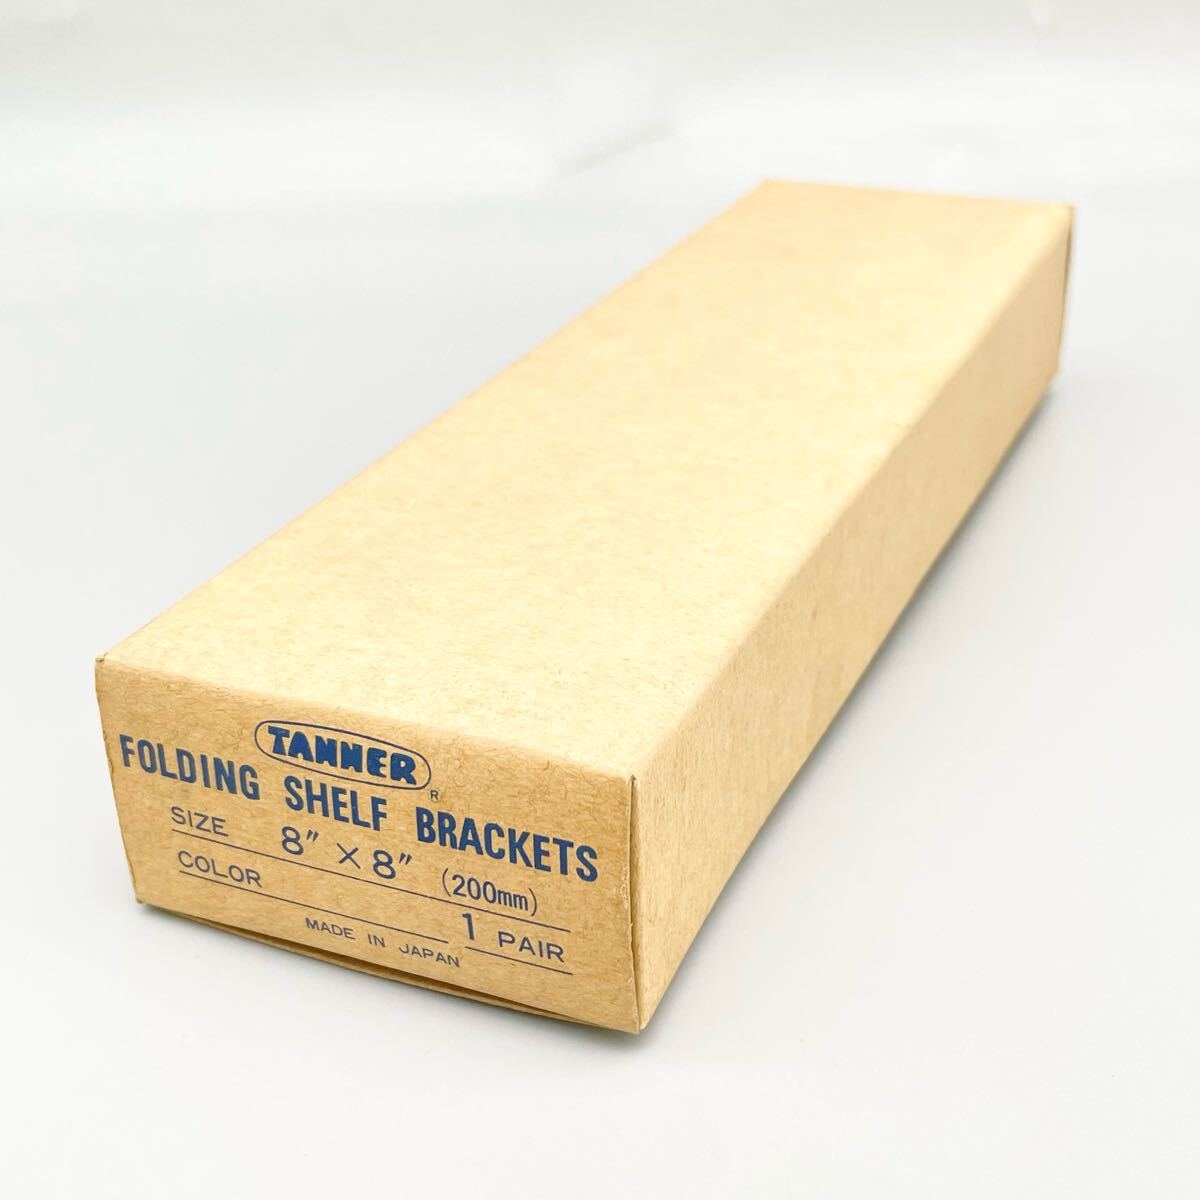 TANNER
R
FOLDING SHELF BRACKETS
SIZE 8" × 8" (200mm)
COLOR 1 PAIR
MADE IN JAPAN